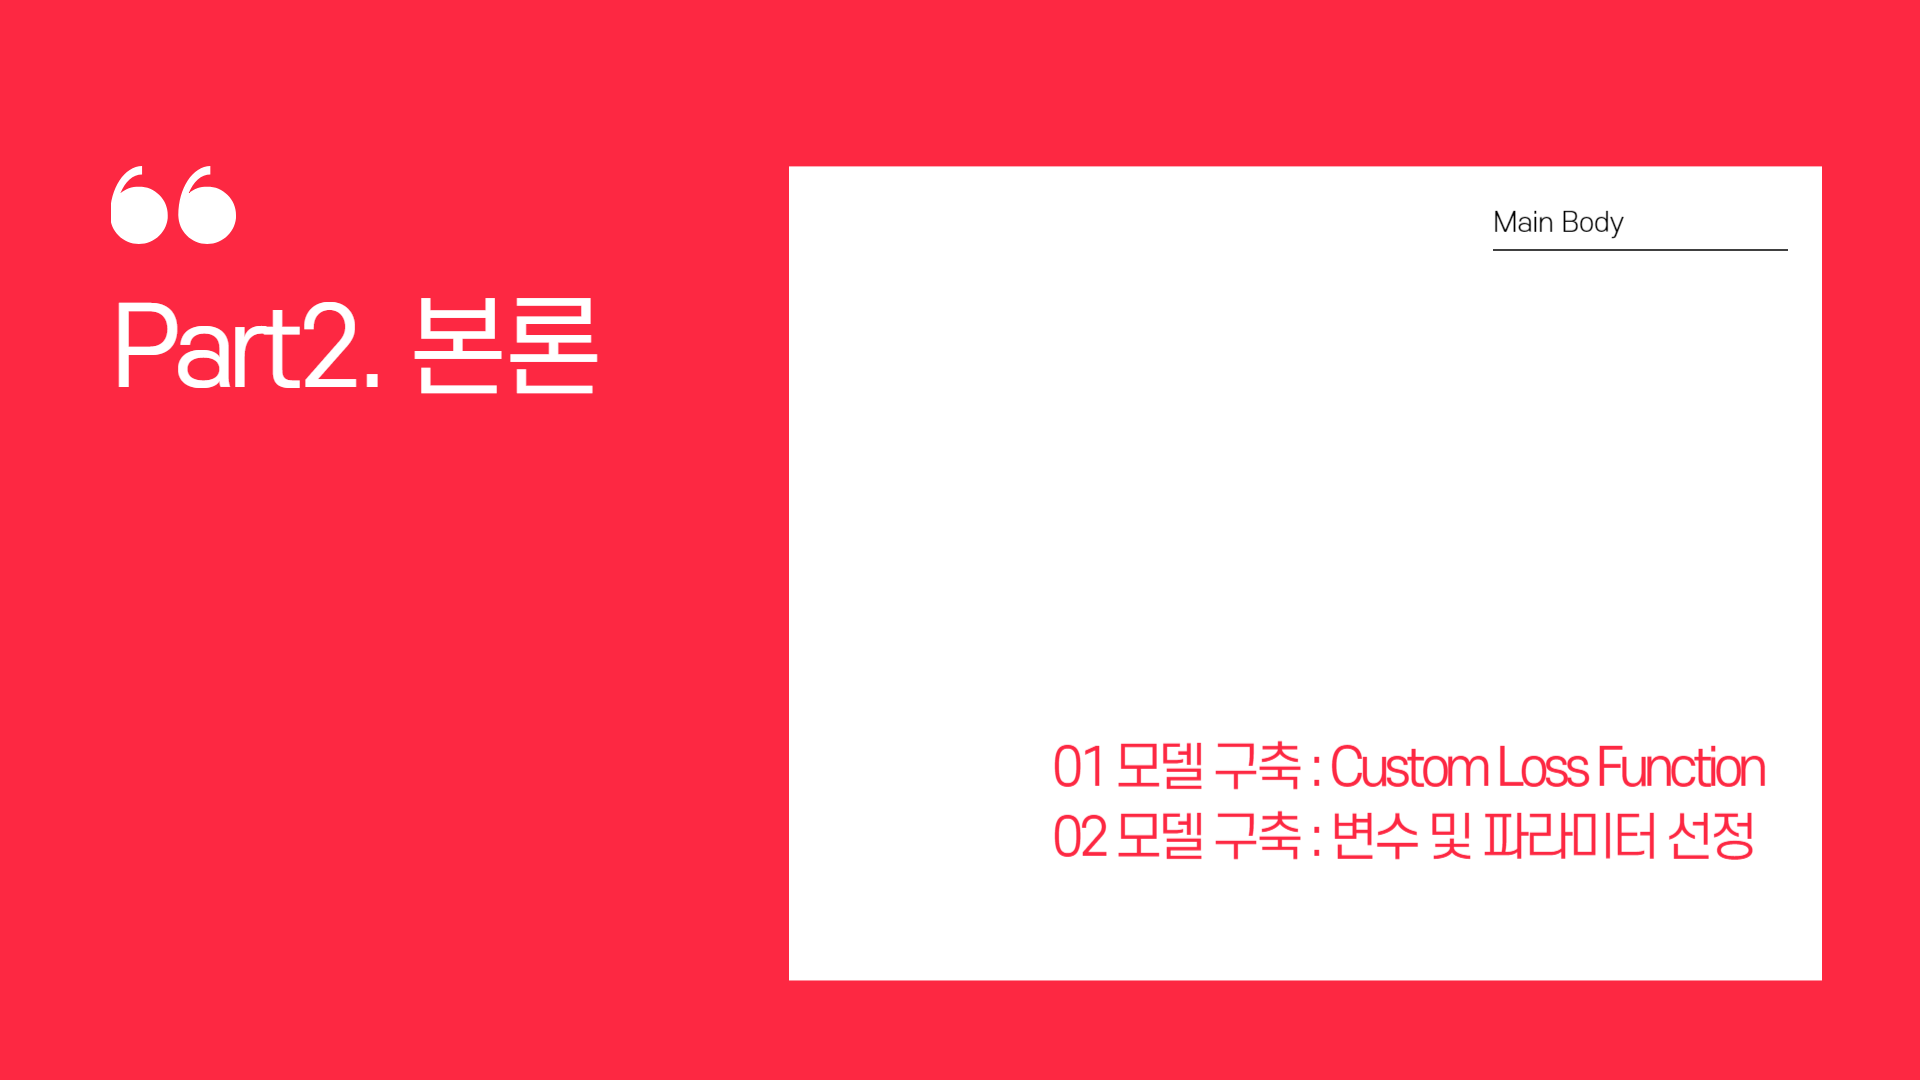 Part2. 본론
Main Body
01 모델 구축 : Custom Loss Function
02 모델 구축 : 변수 및 파라미터 선정